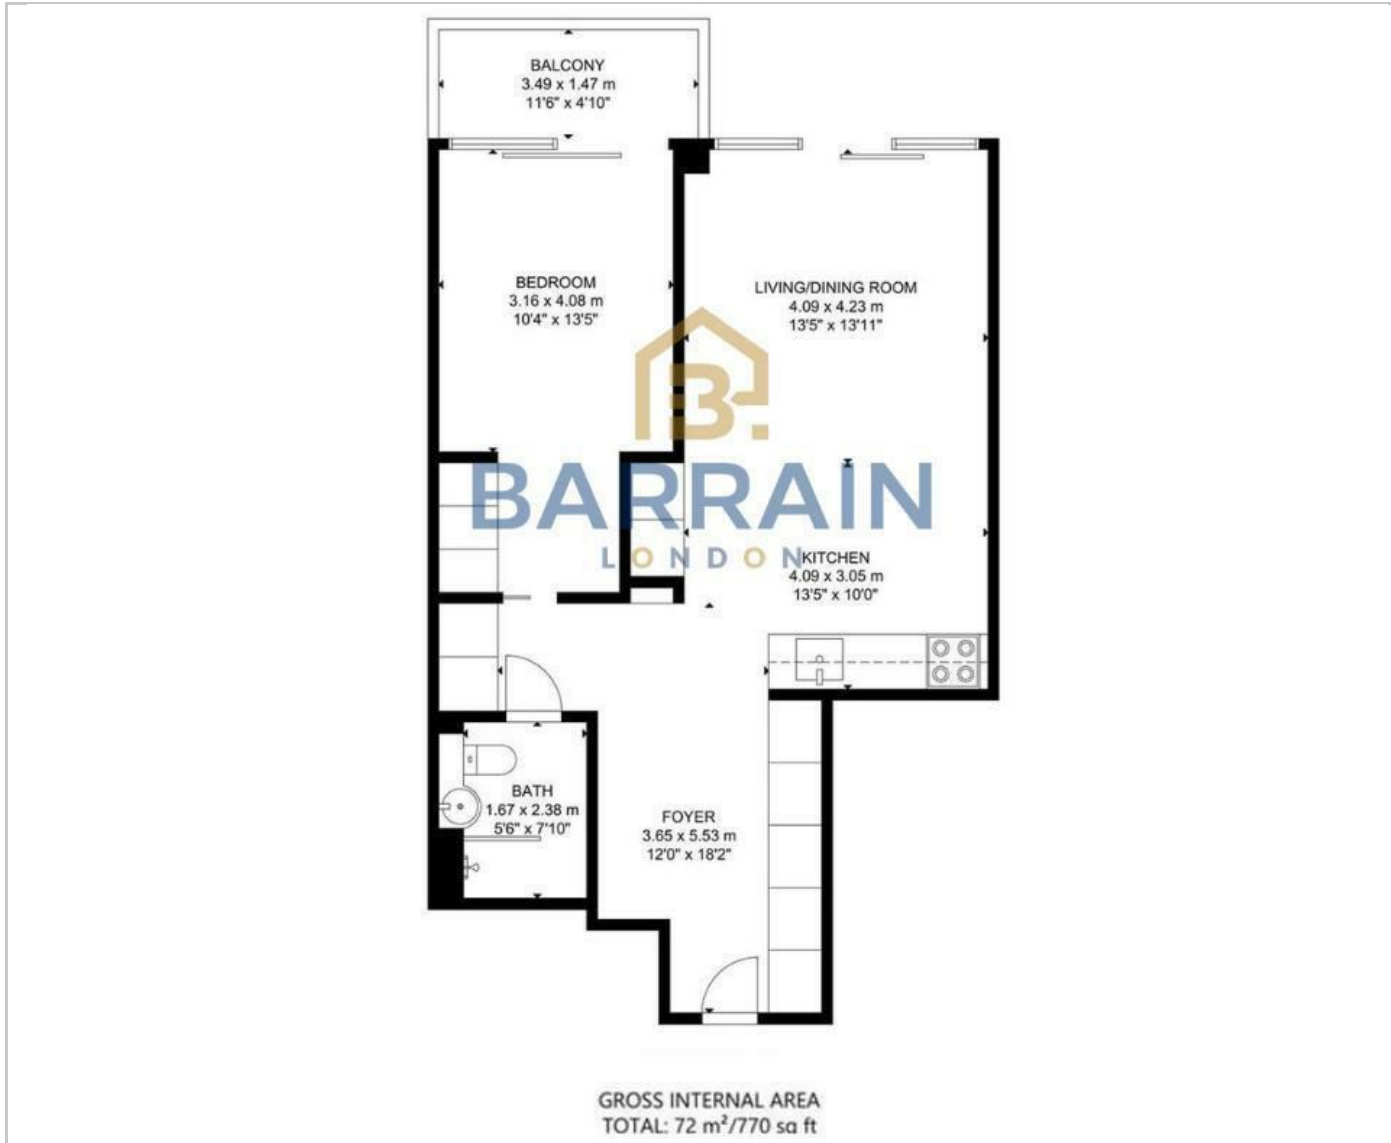 BALCONY
3.49 x 1.47 m
11'6" x 4'10"
BEDROOM
3.16 x 4.08 m
10'4" x 13'5"
LIVING/DINING ROOM
4.09 x 4.23 m
13'5" x 13'11"
B.
BARRAIN
LONDON
KITCHEN
4.09 x 3.05 m
13'5" x 10'0"
BATH
1.67 x 2.38 m
5'6" x 7'10"
FOYER
3.65 x 5.53 m
12'0" x 18'2"
GROSS INTERNAL AREA
TOTAL: 72 m²/770 sq ft